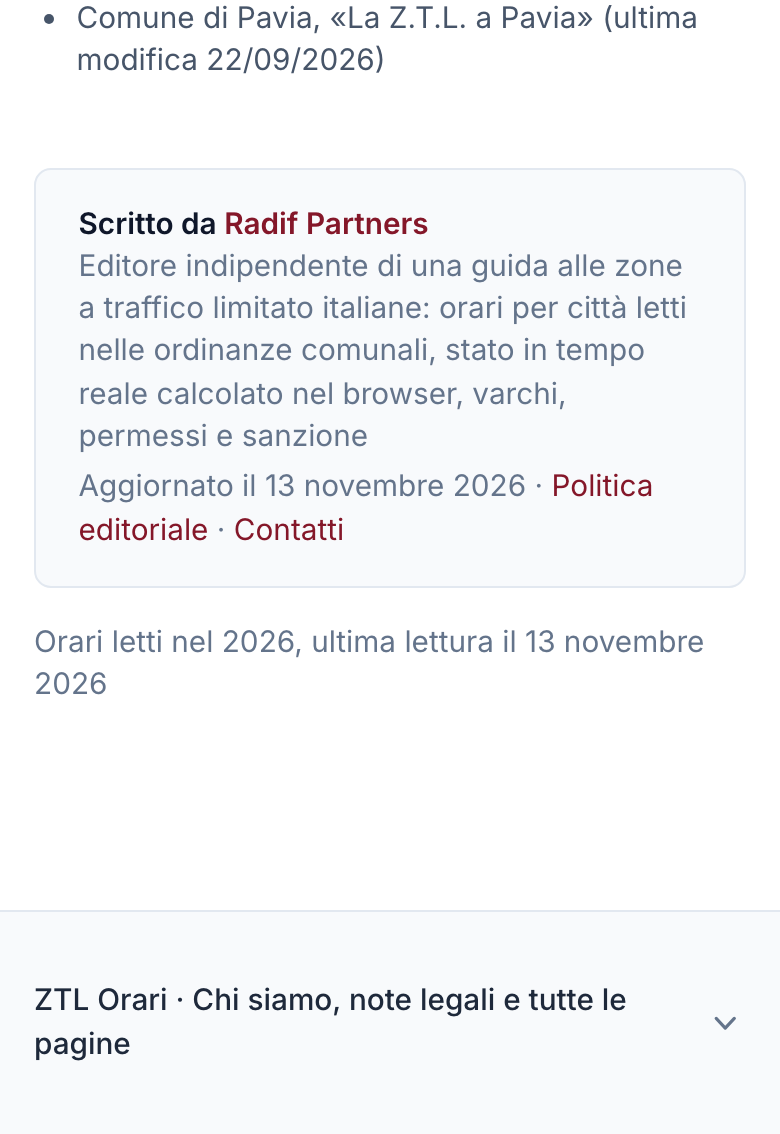 Comune di Pavia, «La Z.T.L. a Pavia» (ultima
modifica 22/09/2026)
Scritto da Radif Partners
Editore indipendente di una guida alle zone
a traffico limitato italiane: orari per città letti
nelle ordinanze comunali, stato in tempo
reale calcolato nel browser, varchi,
permessi e sanzione
Aggiornato il 13 novembre 2026 · Politica
editoriale · Contatti
Orari letti nel 2026, ultima lettura il 13 novembre
2026
ZTL Orari · Chi siamo, note legali e tutte le
pagine